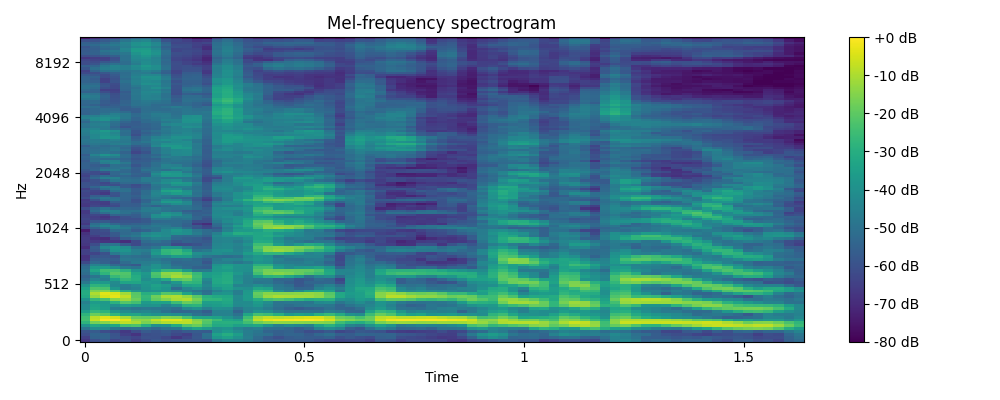 Mel-frequency spectrogram
8192
4096
2048
1024
512
0
Hz
0
0.5
1
1.5
Time
+0 dB
-10 dB
-20 dB
-30 dB
-40 dB
-50 dB
-60 dB
-70 dB
-80 dB